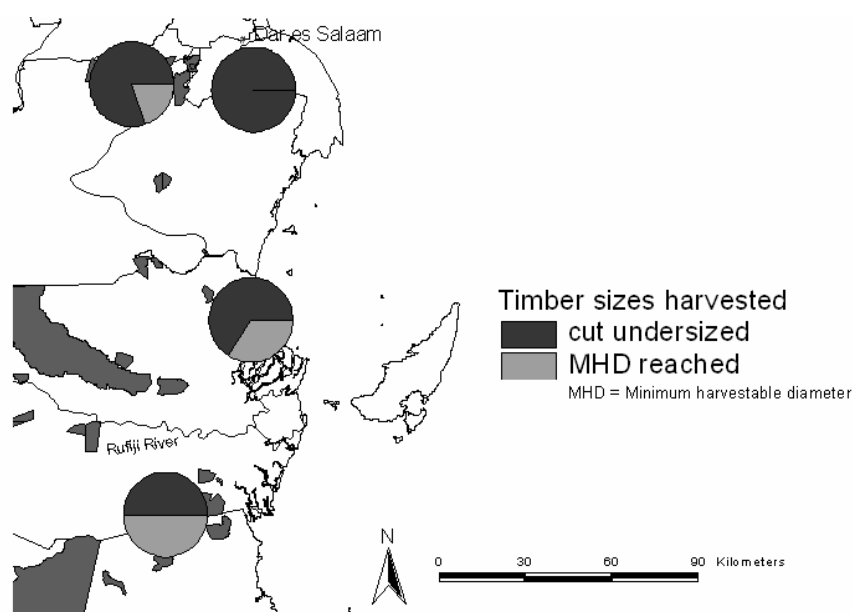 Dar es Salaam
Timber sizes harvested
cut undersized
MHD reached
MHD = Minimum harvestable diameter
Rufiji River
N
0 30 60 90 Kilometers